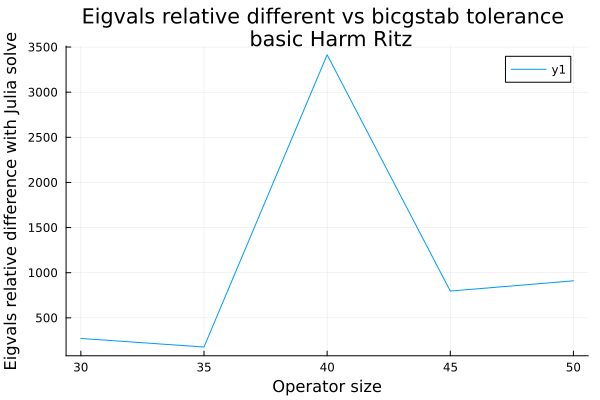 Eigvals relative different vs bicgstab tolerance
basic Harm Ritz
Eigvals relative difference with Julia solve
3500
3000
2500
2000
1500
1000
500
y1
30
35
40
45
50
Operator size